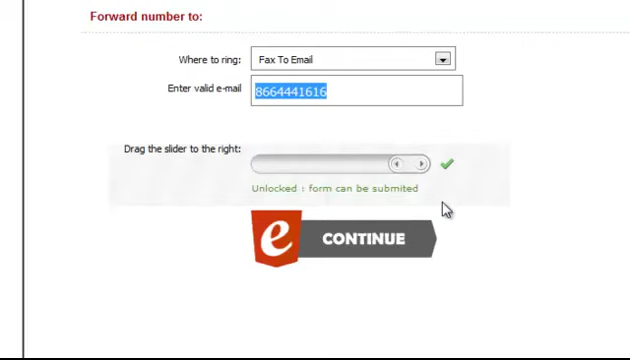 Forward number to:
Where to ring: Fax To Email
Enter valid e-mail 8664441616
Drag the slider to the right:
Unlocked : form can be submited
e CONTINUE